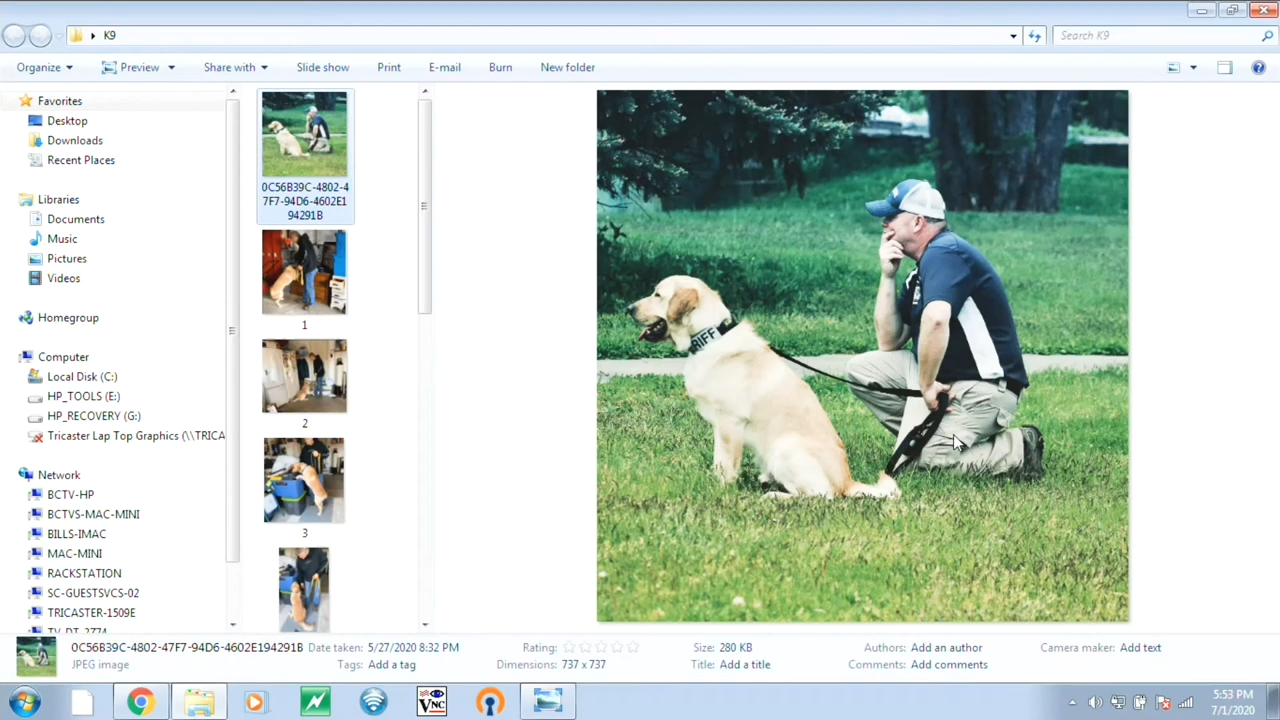 K9
Search K9
Organize
Preview
Share with
Slide show
Print
E-mail
Burn
New folder
Favorites
Desktop
Downloads
Recent Places
Libraries
Documents
Music
Pictures
Videos
Homegroup
Computer
Local Disk (C:)
HP_TOOLS (E:)
HP_RECOVERY (G:)
Tricaster Lap Top Graphics (\\TRICA
Network
BCTV-HP
BCTVS-MAC-MINI
BILLS-IMAC
MAC-MINI
RACKSTATION
SC-GUESTSVCS-02
TRICASTER-1509E
TV-DT-2774
0C56B39C-4802-4
7F7-94D6-4602E1
94291B
1
2
3
RIFF
0C56B39C-4802-47F7-94D6-4602E194291B
JPEG image
Date taken: 5/27/2020 8:32 PM
Tags: Add a tag
Rating:
Dimensions: 737 x 737
Size: 280 KB
Title: Add a title
Authors: Add an author
Comments: Add comments
Camera maker: Add text
VNC
5:53 PM
7/1/2020